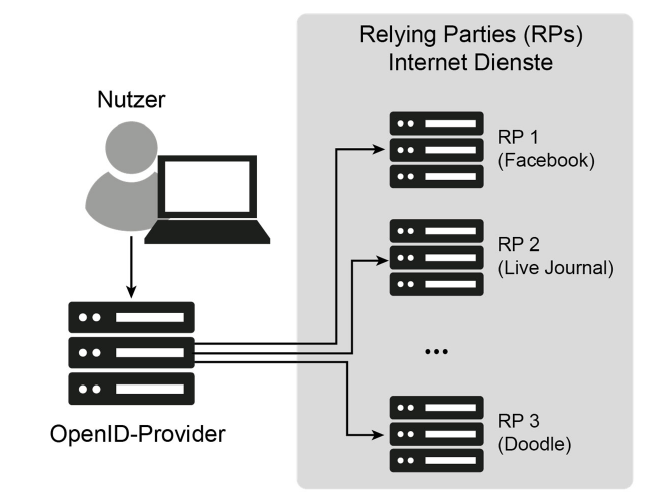 Relying Parties (RPs)
Internet Dienste
Nutzer
RP 1
(Facebook)
RP 2
(Live Journal)
...
RP 3
(Doodle)
OpenID-Provider